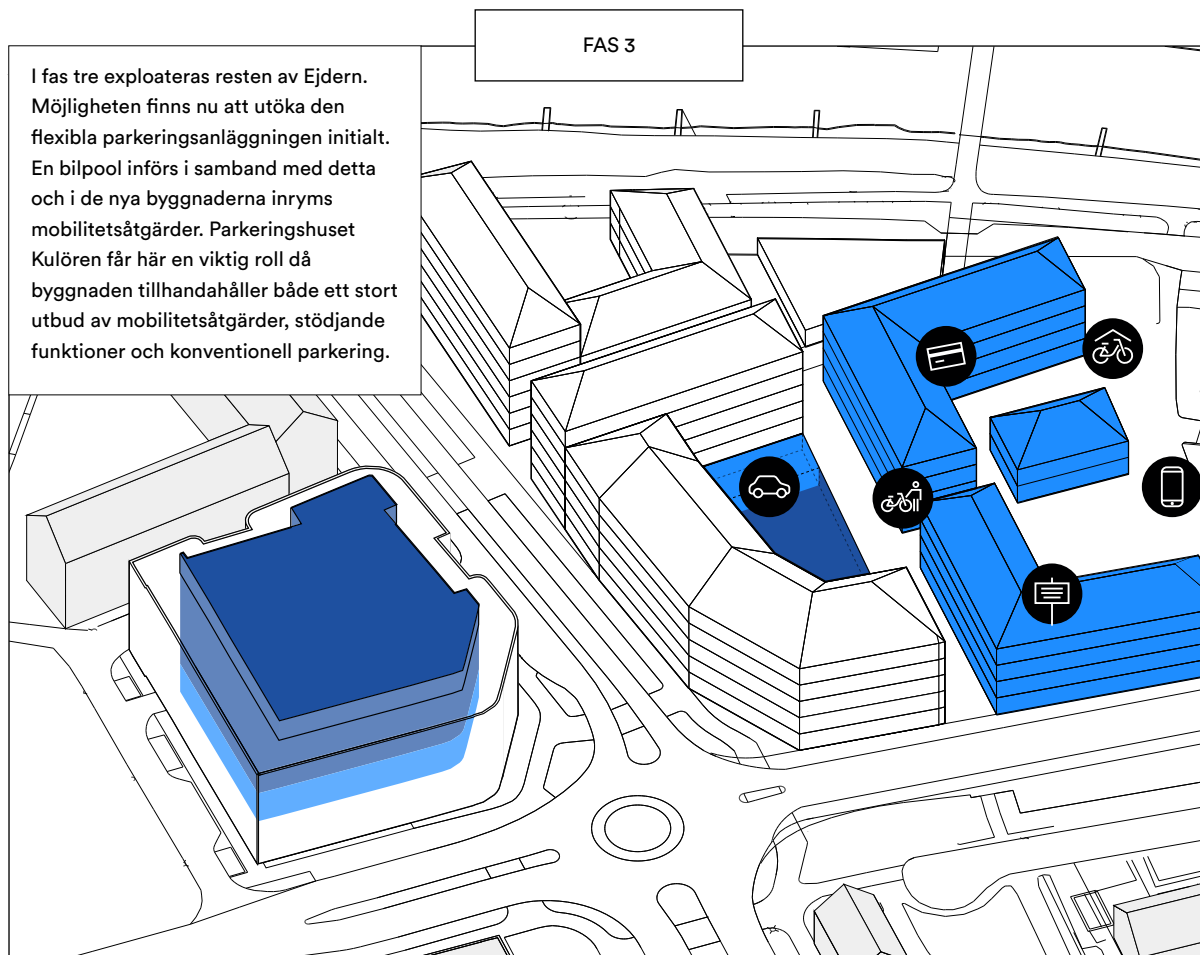 FAS 3
I fas tre exploateras resten av Ejdern.
Möjligheten finns nu att utöka den
flexibla parkeringsanläggningen initialt.
En bilpool införs i samband med detta
och i de nya byggnaderna inryms
mobilitetsåtgärder. Parkeringshuset
Kulören får här en viktig roll då
byggnaden tillhandahåller både ett stort
utbud av mobilitetsåtgärder, stödjande
funktioner och konventionell parkering.